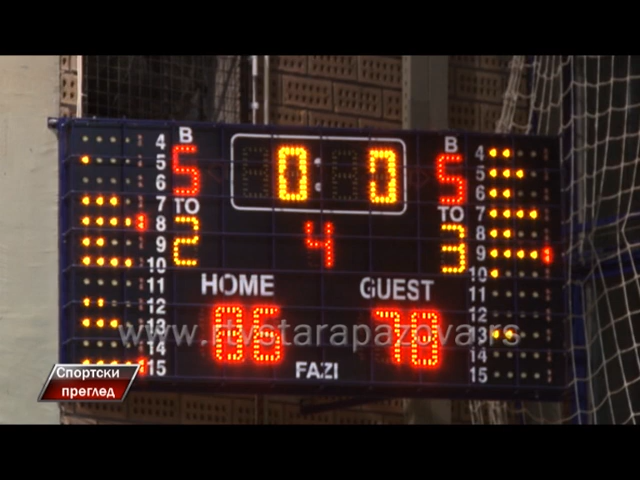 B B
5 0 : 0 5
TO TO
2 4 3
HOME GUEST
86 78
FAZI
4 5 6 7 8 9 10 11 12 13 14 15
4 5 6 7 8 9 10 11 12 13 14 15
www.rtvstarapazova.rs
Спортски
преглед